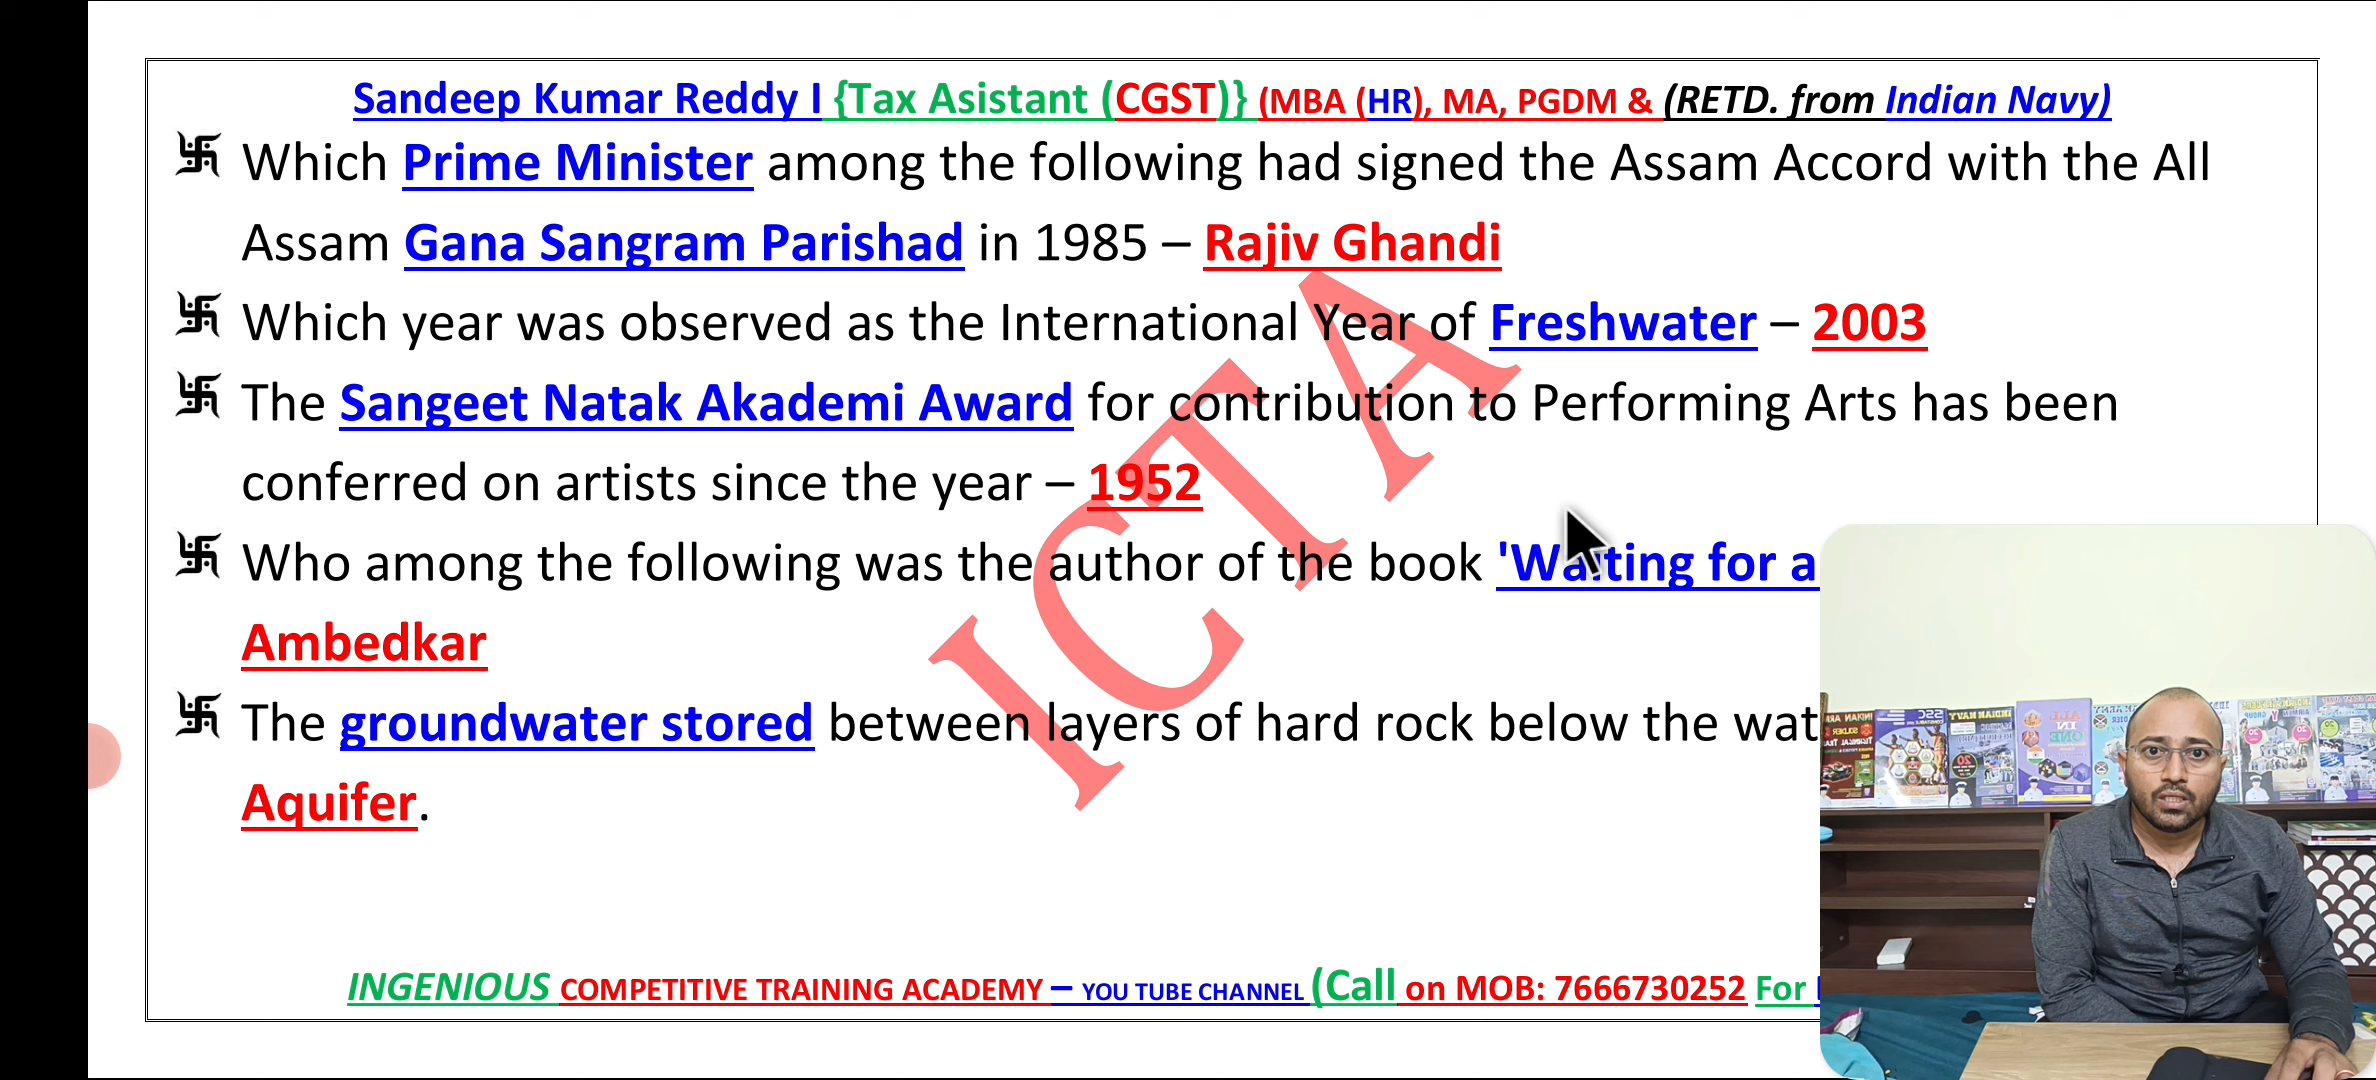 Sandeep Kumar Reddy I {Tax Asistant (CGST)} (MBA (HR), MA, PGDM & (RETD. from Indian Navy)
Which Prime Minister among the following had signed the Assam Accord with the All
Assam Gana Sangram Parishad in 1985 – Rajiv Ghandi
Which year was observed as the International Year of Freshwater – 2003
The Sangeet Natak Akademi Award for contribution to Performing Arts has been
conferred on artists since the year – 1952
Who among the following was the author of the book 'Waiting for a
Ambedkar
The groundwater stored between layers of hard rock below the wat
Aquifer.
ICTA
INGENIOUS COMPETITIVE TRAINING ACADEMY – YOU TUBE CHANNEL (Call on MOB: 7666730252 For